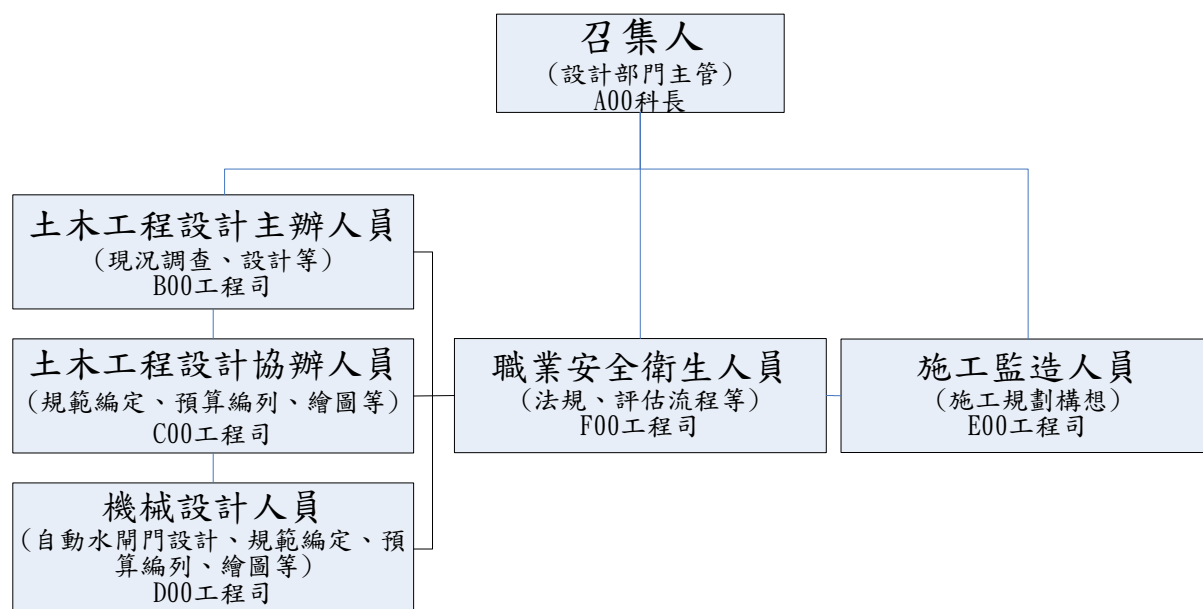 召集人
(設計部門主管)
A00科長
土木工程設計主辦人員
(現況調查、設計等)
B00工程司
土木工程設計協辦人員
(規範編定、預算編列、繪圖等)
C00工程司
機械設計人員
(自動水閘門設計、規範編定、預
算編列、繪圖等)
D00工程司
職業安全衛生人員
(法規、評估流程等)
F00工程司
施工監造人員
(施工規劃構想)
E00工程司